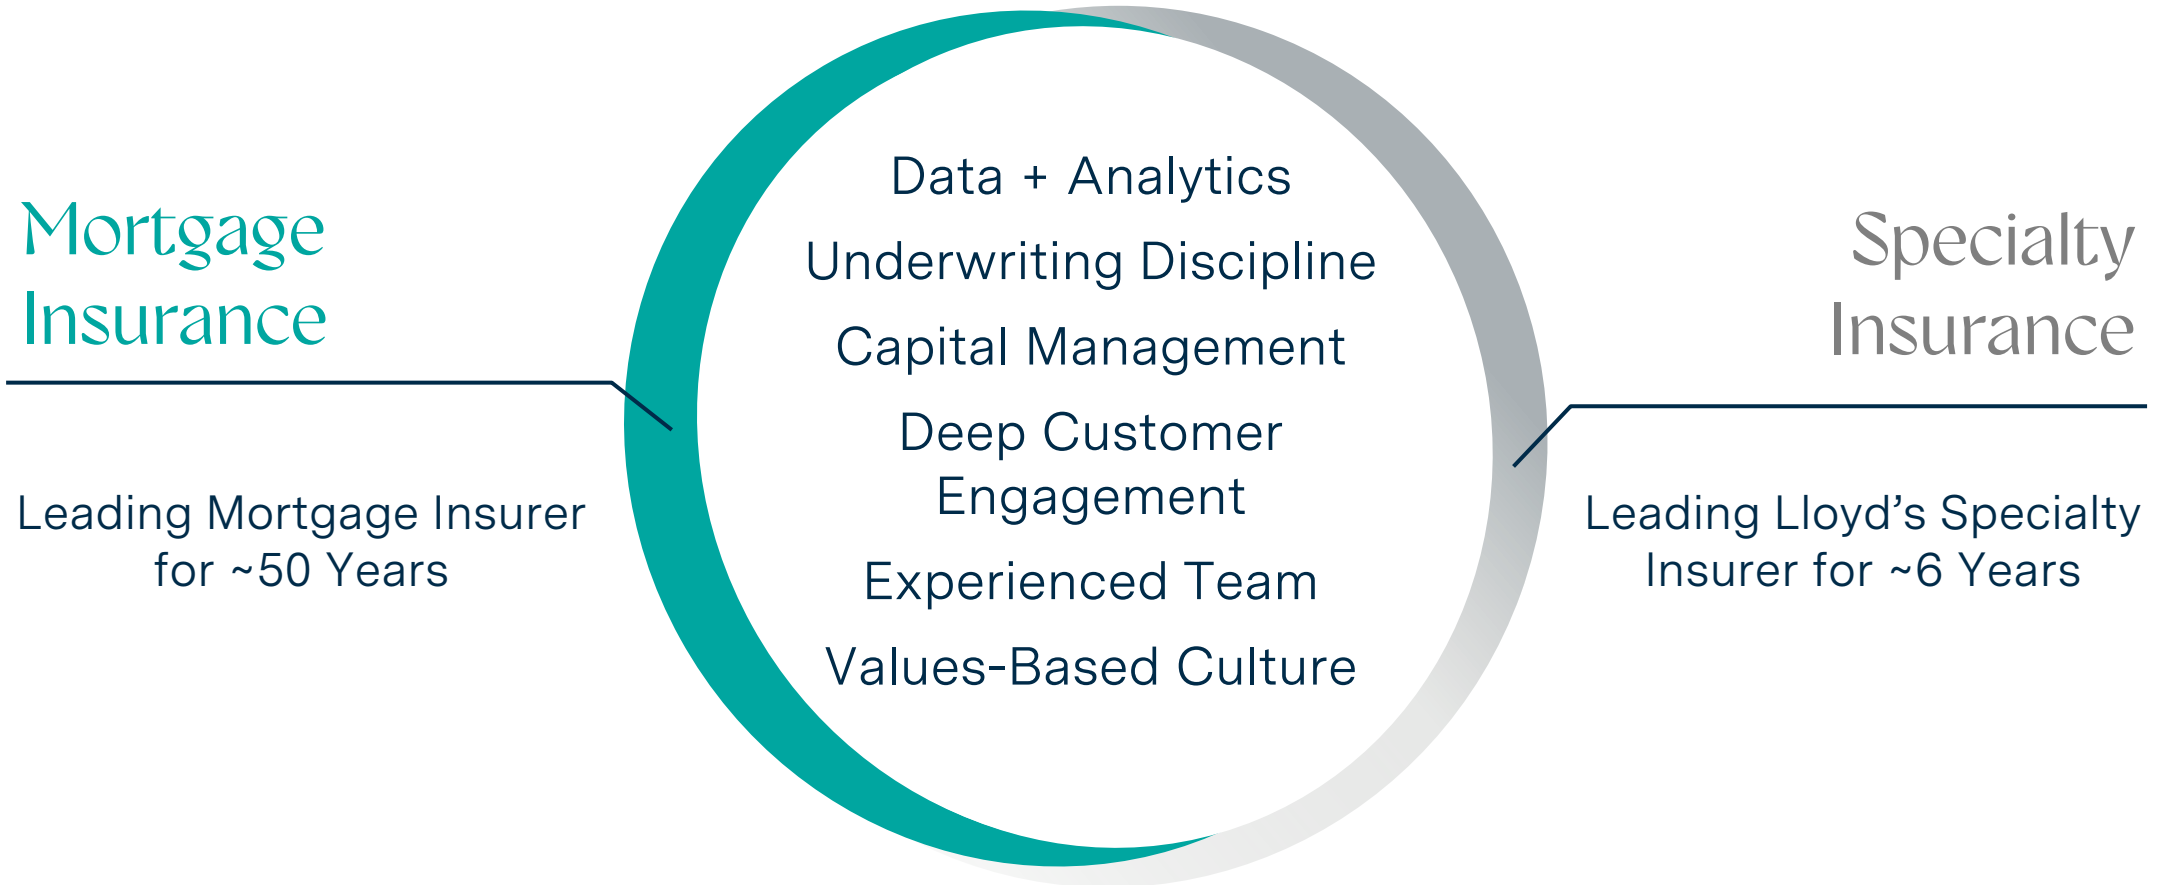 Mortgage
Insurance
Leading Mortgage Insurer
for ~50 Years
Data + Analytics
Underwriting Discipline
Capital Management
Deep Customer
Engagement
Experienced Team
Values-Based Culture
Specialty
Insurance
Leading Lloyd’s Specialty
Insurer for ~6 Years